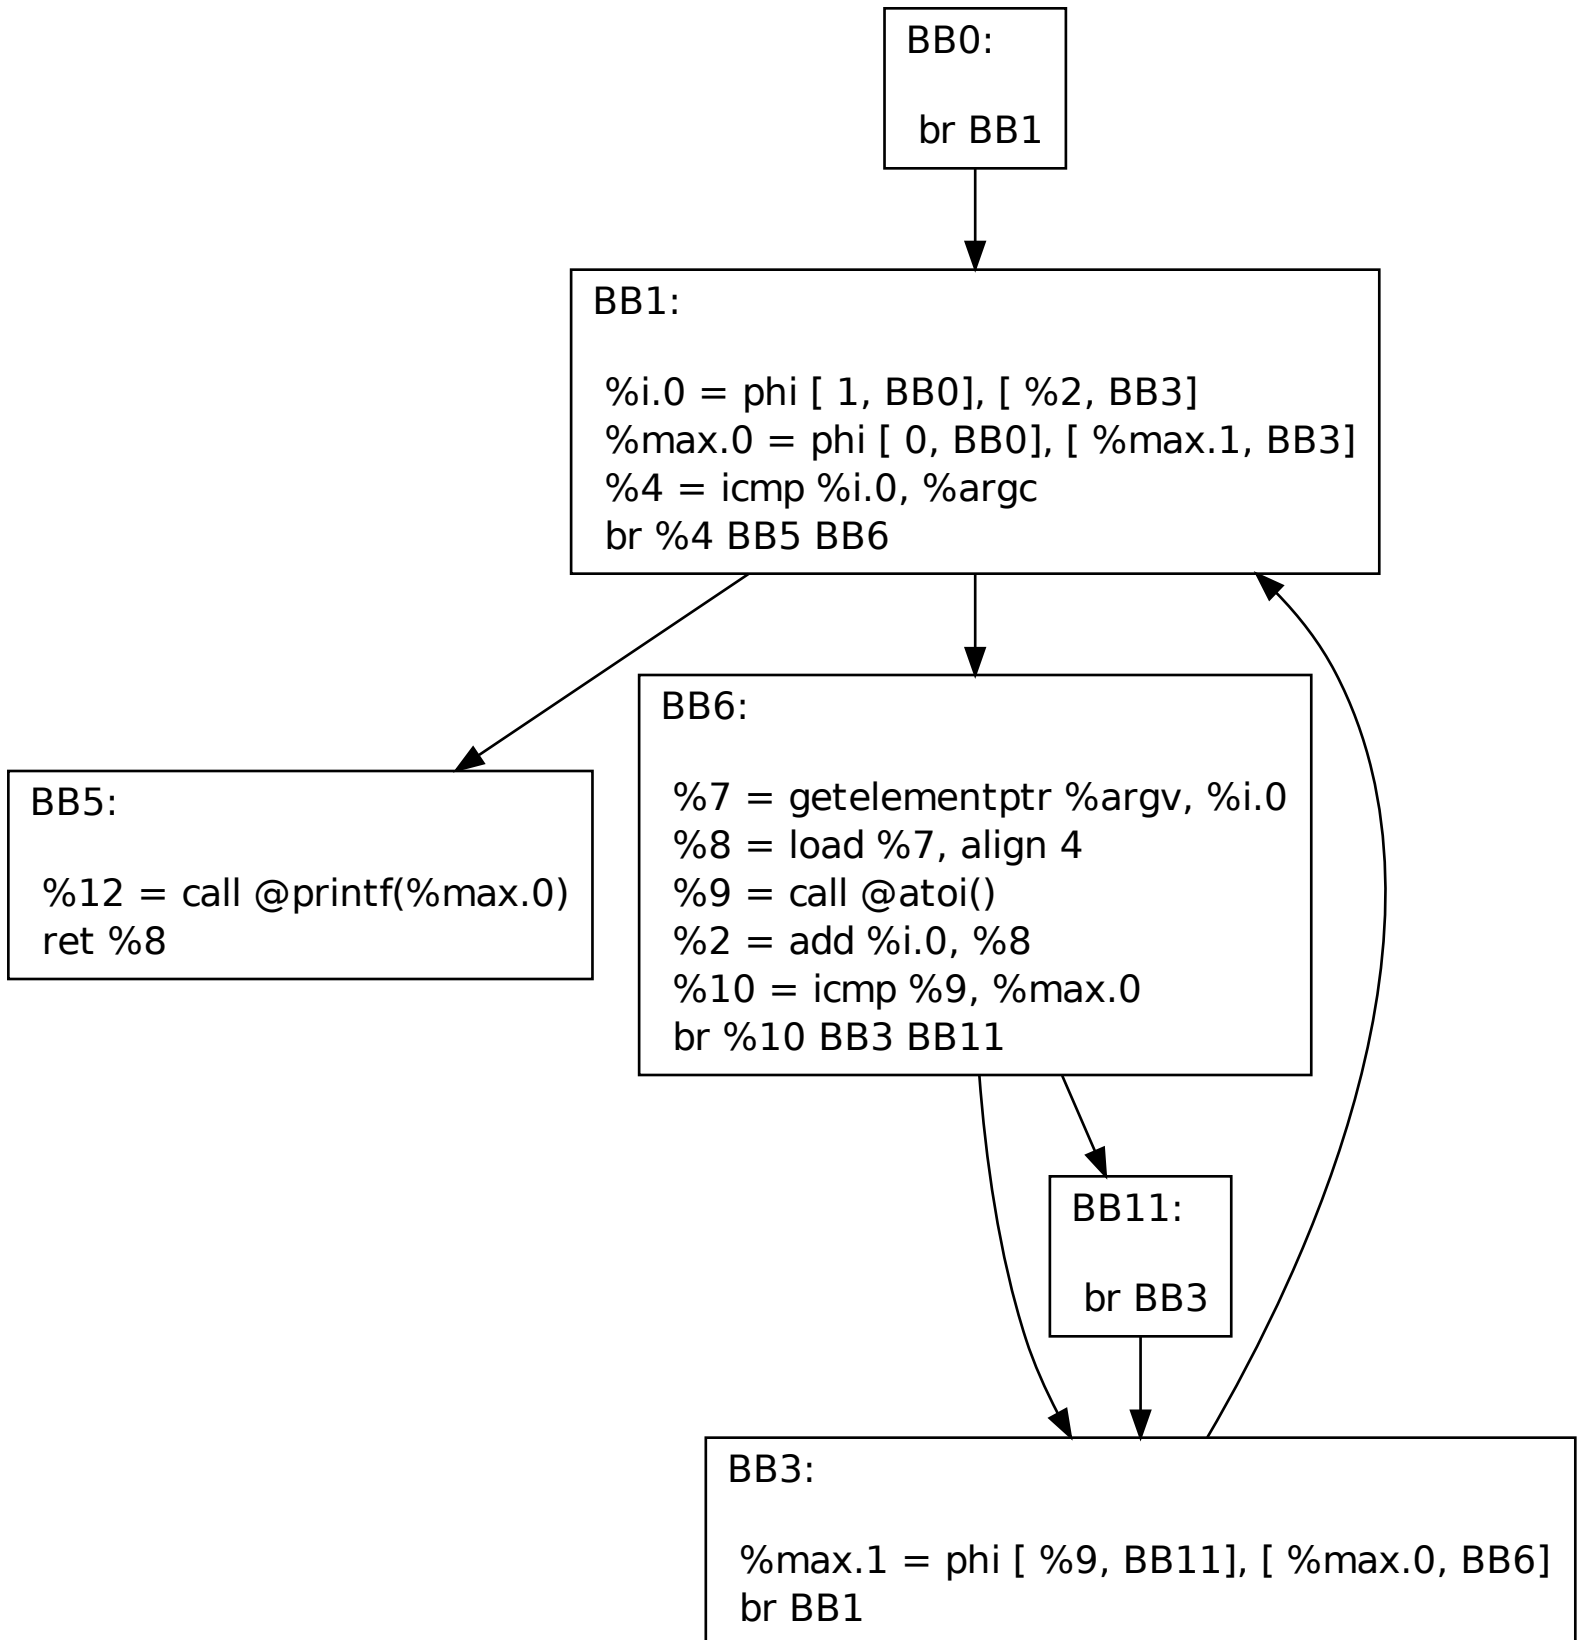 BB0:
br BB1
BB1:
%i.0 = phi [ 1, BB0], [ %2, BB3]
%max.0 = phi [ 0, BB0], [ %max.1, BB3]
%4 = icmp %i.0, %argc
br %4 BB5 BB6
BB6:
%7 = getelementptr %argv, %i.0
%8 = load %7, align 4
%9 = call @atoi()
%2 = add %i.0, %8
%10 = icmp %9, %max.0
br %10 BB3 BB11
BB5:
%12 = call @printf(%max.0)
ret %8
BB11:
br BB3
BB3:
%max.1 = phi [ %9, BB11], [ %max.0, BB6]
br BB1